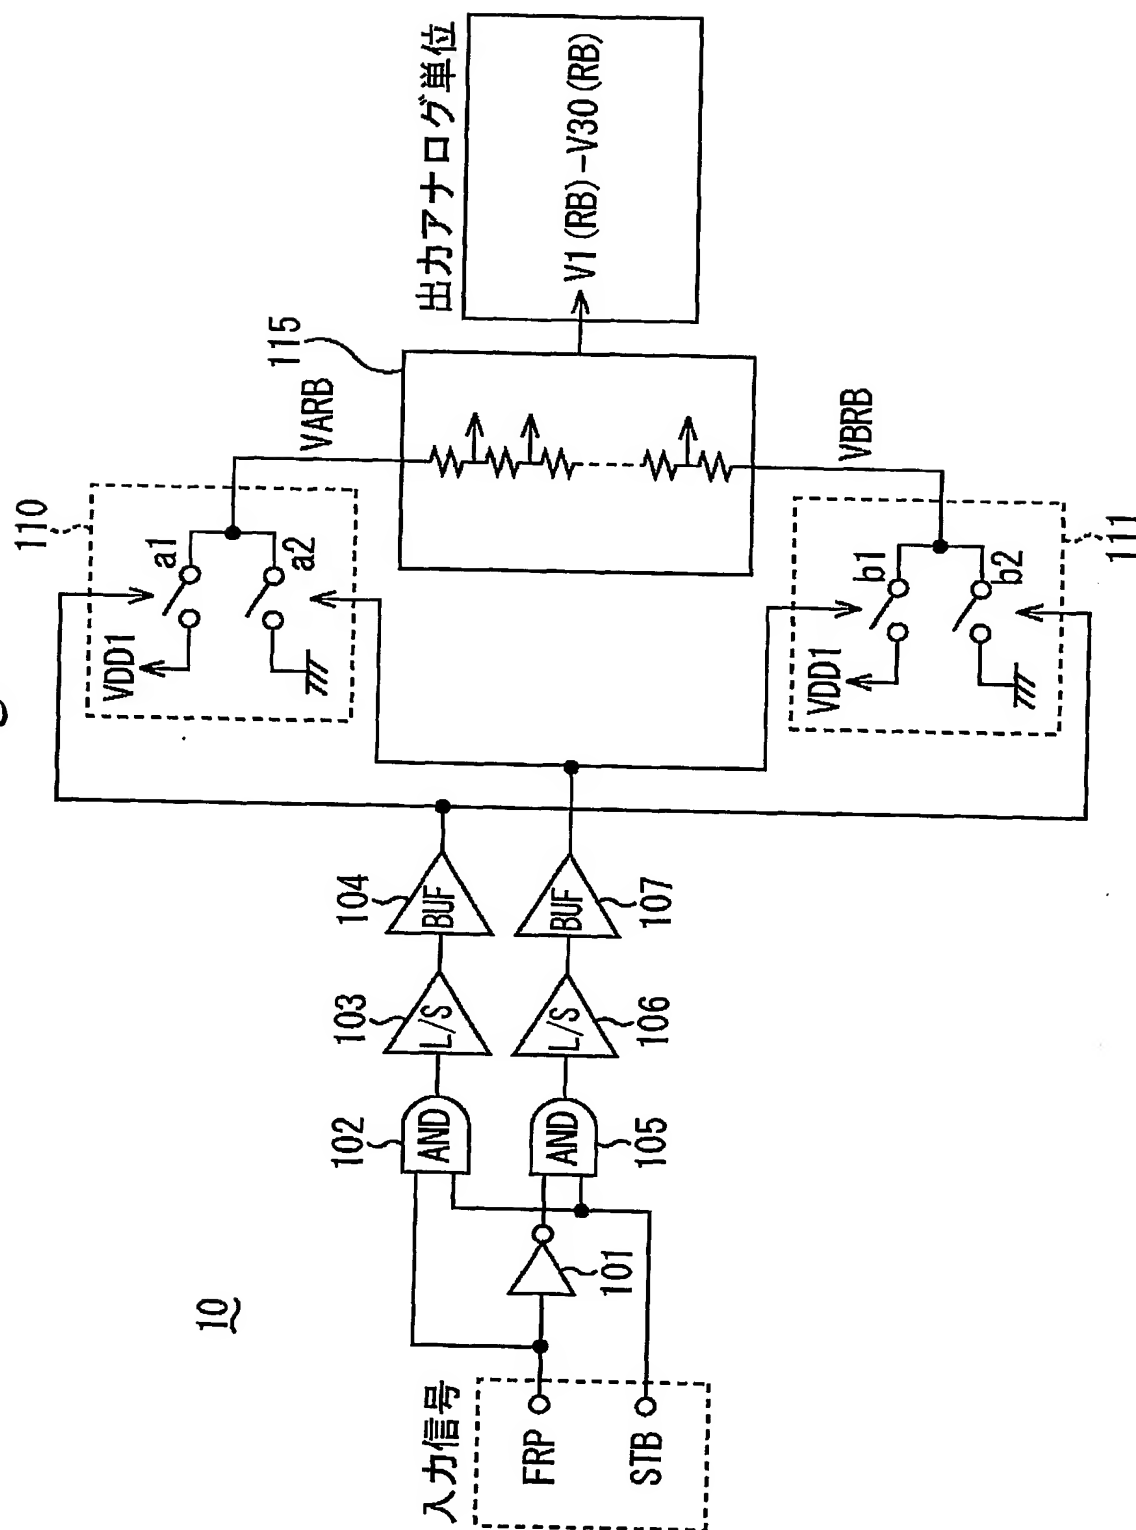 10
入力信号
FRP
STB
101
102
AND
103
L/S
104
BUF
105
AND
106
L/S
107
BUF
110
VDD1
a1
a2
VARB
111
VDD1
b1
b2
VBRB
115
出力アナログ単位
V1(RB)-V30(RB)